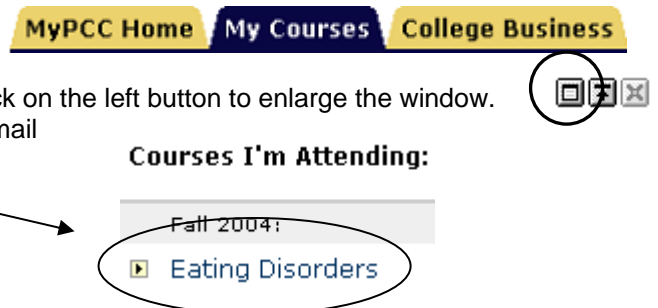 MyPCC Home My Courses College Business
ck on the left button to enlarge the window.
mail
Courses I'm Attending:
Fall 2004:
Eating Disorders